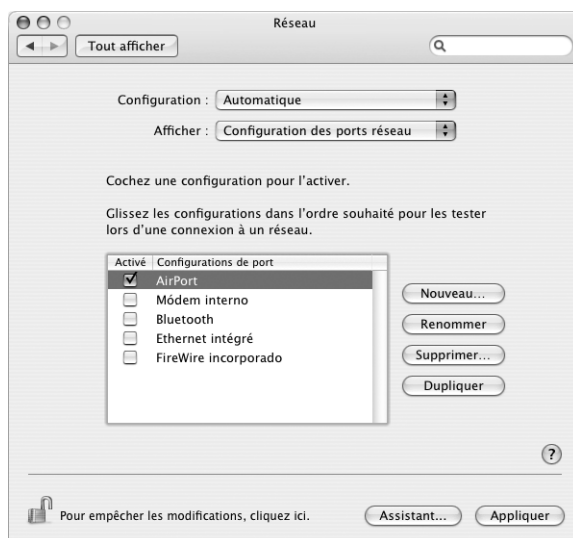 Réseau
Tout afficher
Configuration : Automatique
Afficher : Configuration des ports réseau
Cochez une configuration pour l'activer.
Glissez les configurations dans l'ordre souhaité pour les tester
lors d'une connexion à un réseau.
Activé Configurations de port
AirPort
Módem interno
Bluetooth
Ethernet intégré
FireWire incorporado
Nouveau...
Renommer
Supprimer...
Dupliquer
?
Pour empêcher les modifications, cliquez ici.
Assistant...
Appliquer